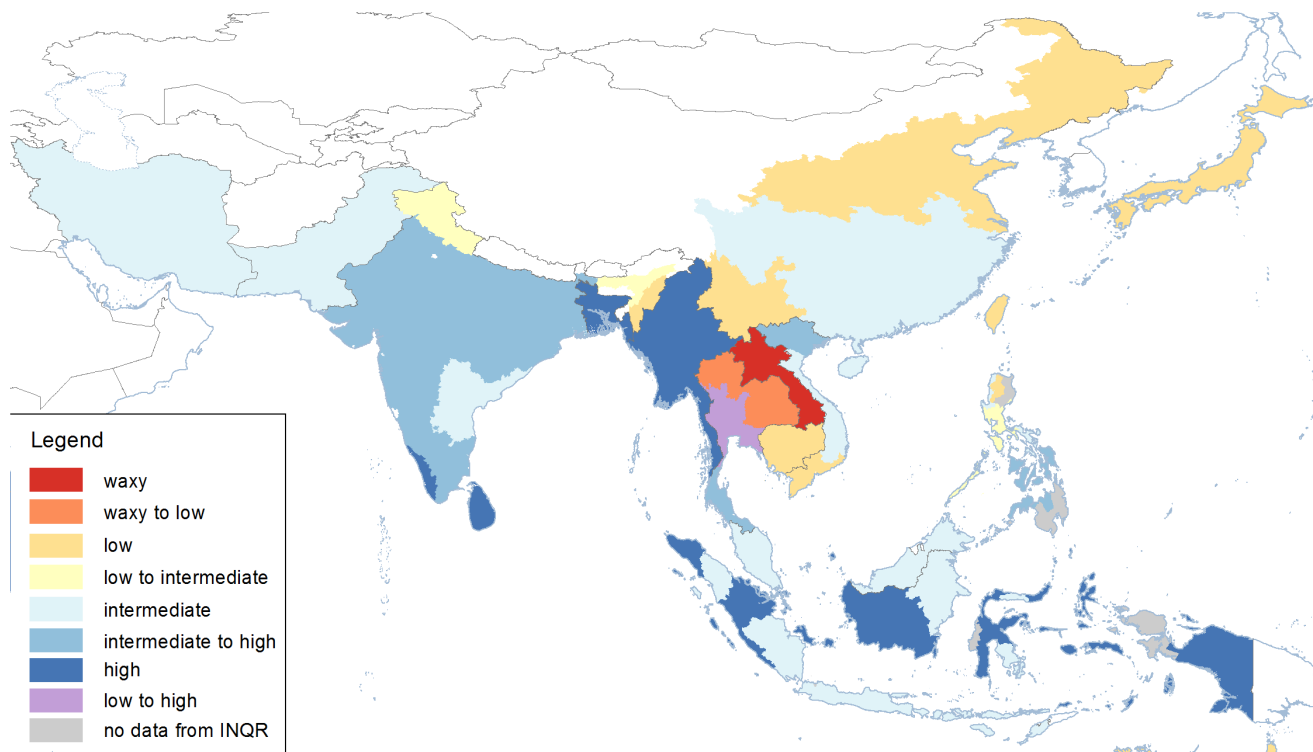 Legend
waxy
waxy to low
low
low to intermediate
intermediate
intermediate to high
high
low to high
no data from INQR